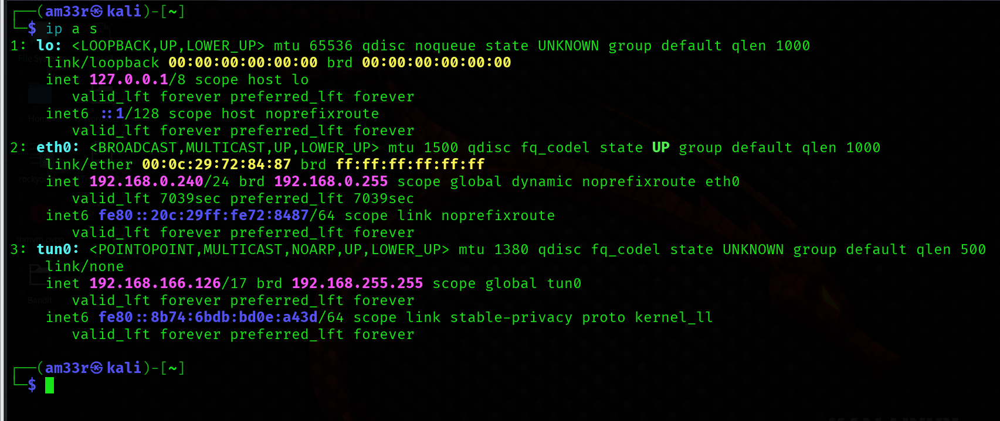 ┌──(am33r㉿kali)-[~]
└─$ ip a s
1: lo: <LOOPBACK,UP,LOWER_UP> mtu 65536 qdisc noqueue state UNKNOWN group default qlen 1000
    link/loopback 00:00:00:00:00:00 brd 00:00:00:00:00:00
    inet 127.0.0.1/8 scope host lo
       valid_lft forever preferred_lft forever
    inet6 ::1/128 scope host noprefixroute
       valid_lft forever preferred_lft forever
2: eth0: <BROADCAST,MULTICAST,UP,LOWER_UP> mtu 1500 qdisc fq_codel state UP group default qlen 1000
    link/ether 00:0c:29:72:84:87 brd ff:ff:ff:ff:ff:ff
    inet 192.168.0.240/24 brd 192.168.0.255 scope global dynamic noprefixroute eth0
       valid_lft 7039sec preferred_lft 7039sec
    inet6 fe80::20c:29ff:fe72:8487/64 scope link noprefixroute
       valid_lft forever preferred_lft forever
3: tun0: <POINTOPOINT,MULTICAST,NOARP,UP,LOWER_UP> mtu 1380 qdisc fq_codel state UNKNOWN group default qlen 500
    link/none
    inet 192.168.166.126/17 brd 192.168.255.255 scope global tun0
       valid_lft forever preferred_lft forever
    inet6 fe80::8b74:6bdb:bd0e:a43d/64 scope link stable-privacy proto kernel_ll
       valid_lft forever preferred_lft forever
┌──(am33r㉿kali)-[~]
└─$
Home
Bandit